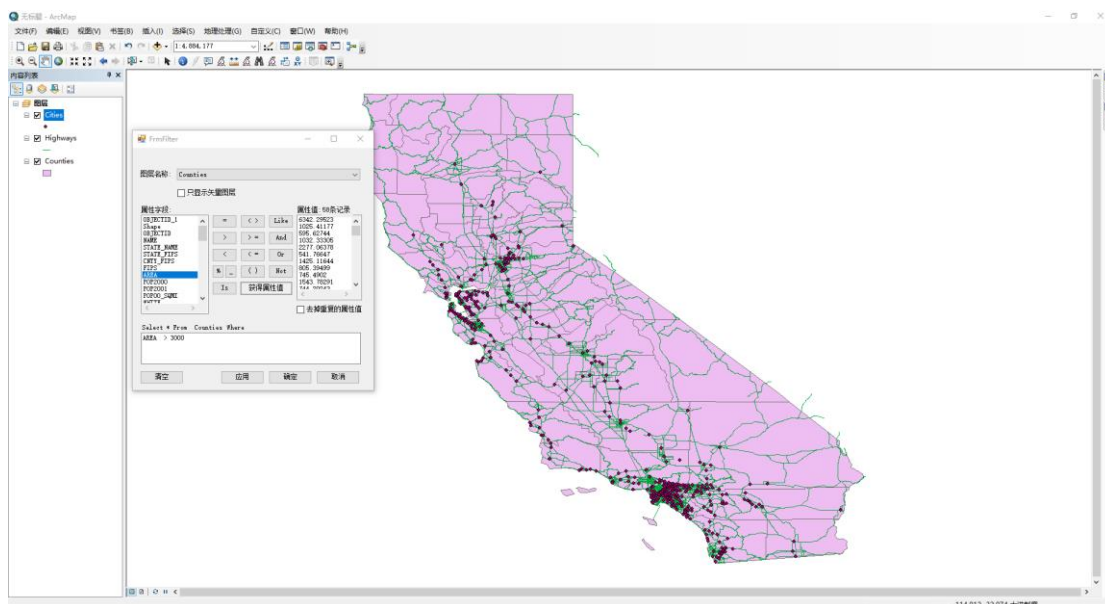 无标题 - ArcMap
文件(F) 编辑(E) 视图(V) 书签(B) 插入(I) 选择(S) 地理处理(G) 自定义(C) 窗口(W) 帮助(H)
1:4,084,177
内容列表
图层
Cities
Highways
Counties
FrmFilter
图层名称: Counties
只显示矢量图层
属性字段:
属性值: 58条记录
OBJECTID_1
Shape
OBJECTID
NAME
STATE_NAME
STATE_FIPS
CNTY_FIPS
FIPS
AREA
POP2000
POP2001
POP00_SQMI
= < > Like
> > = And
< < = Or
% _ ( ) Not
Is 获得属性值
6342.29523
1025.41177
595.62744
1032.33305
2277.06378
541.76647
1425.11644
805.39499
745.4902
1543.78291
去掉重复的属性值
Select * From Counties Where
AREA > 3000
清空 应用 确定 取消